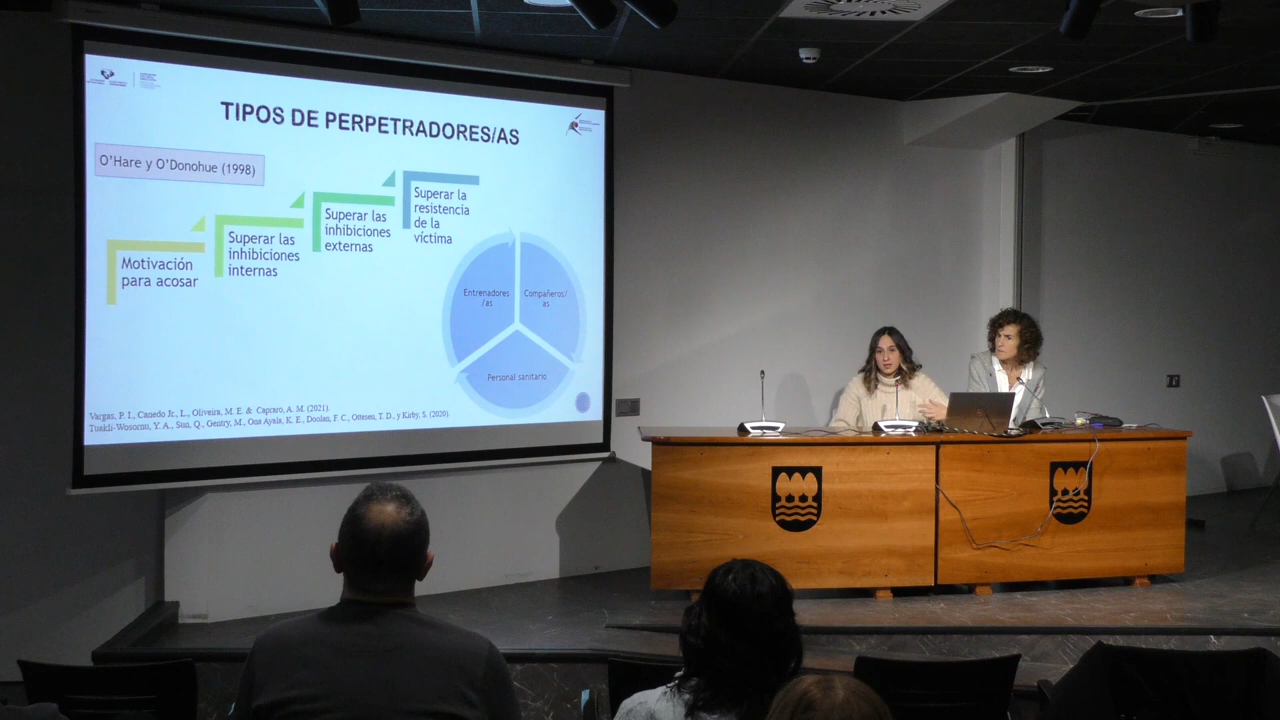 TIPOS DE PERPETRADORES/AS
O'Hare y O'Donohue (1998)
Motivación
para acosar
Superar las
inhibiciones
internas
Superar las
inhibiciones
externas
Superar la
resistencia
de la
víctima
Entrenadores
/as
Compañeros/
as
Personal sanitario
Vargas, P. I., Canedo Jr., L., Oliveira, M. E. & Capraro, A. M. (2021).
Tuakli-Wosornu, Y. A., Sun, Q., Gentry, M., Ona Ayala, K. E., Doolan, F. C., Ottesen, T. D., y Kirby, S. (2020).